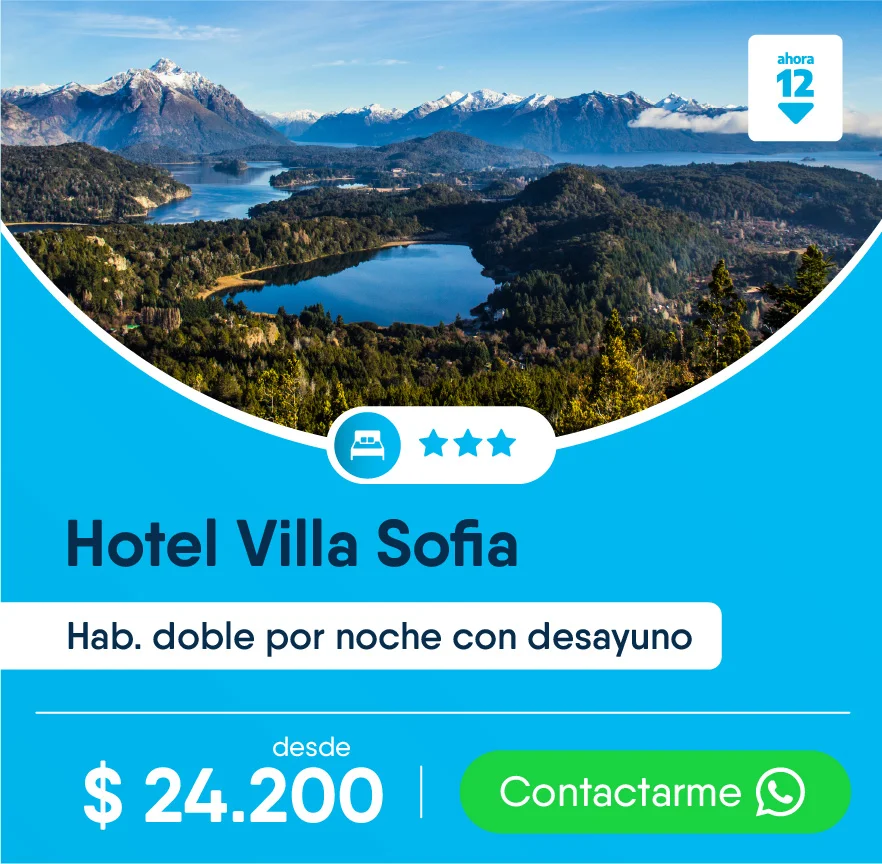 ahora
12
Hotel Villa Sofia
Hab. doble por noche con desayuno
desde
$ 24.200
Contactarme